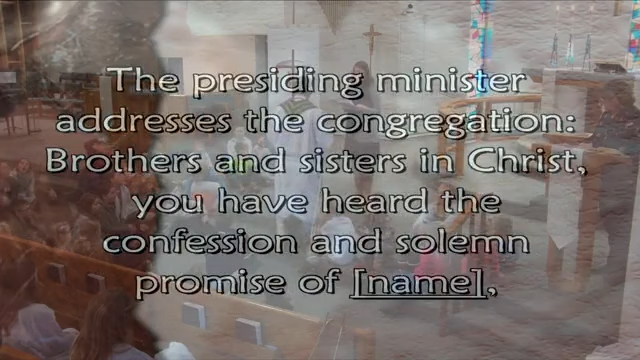 The presiding minister
addresses the congregation:
Brothers and sisters in Christ,
you have heard the
confession and solemn
promise of [name],